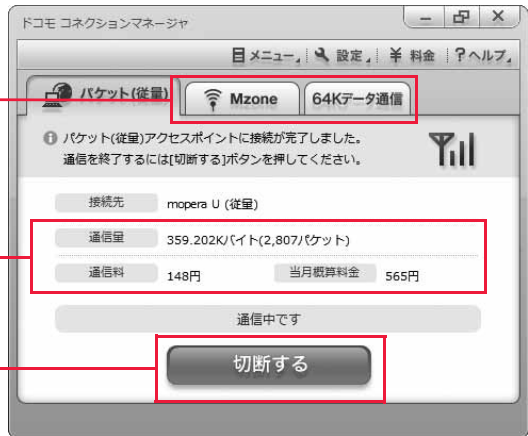 ドコモ コネクションマネージャ
メニュー 設定 ¥ 料金 ?ヘルプ
パケット(従量) Mzone 64Kデータ通信
パケット(従量)アクセスポイントに接続が完了しました。
通信を終了するには[切断する]ボタンを押してください。
接続先 mopera U (従量)
通信量 359.202Kバイト(2,807パケット)
通信料 148円 当月概算料金 565円
通信中です
切断する